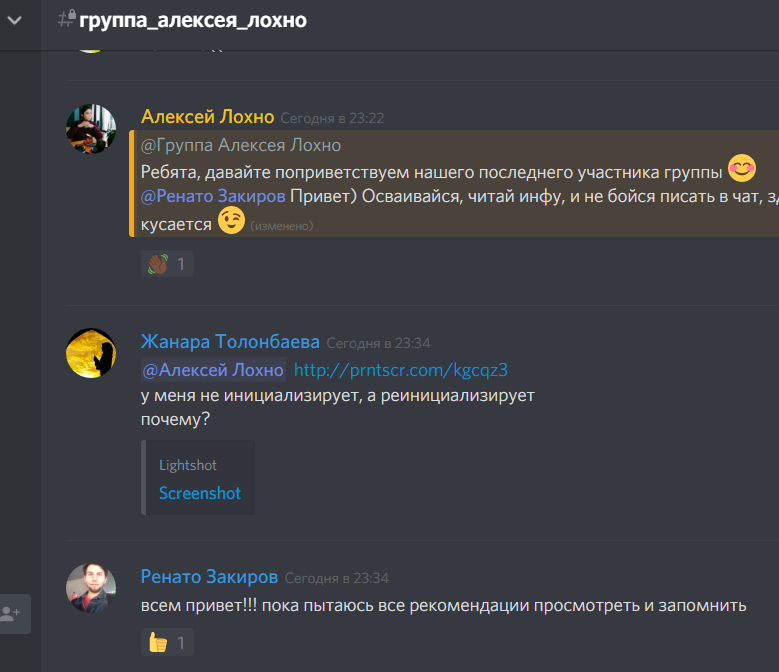 группа_алексея_лохно
Алексей Лохно Сегодня в 23:22
@Группа Алексея Лохно
Ребята, давайте поприветствуем нашего последнего участника группы
@Ренато Закиров Привет) Осваивайся, читай инфу, и не бойся писать в чат,
кусается (изменено)
1
Жанара Толонбаева Сегодня в 23:34
@Алексей Лохно http://prntscr.com/kgcqz3
у меня не инициализирует, а реинициализирует
почему?
Lightshot
Screenshot
Ренато Закиров Сегодня в 23:34
всем привет!!! пока пытаюсь все рекомендации просмотреть и запомнить
1